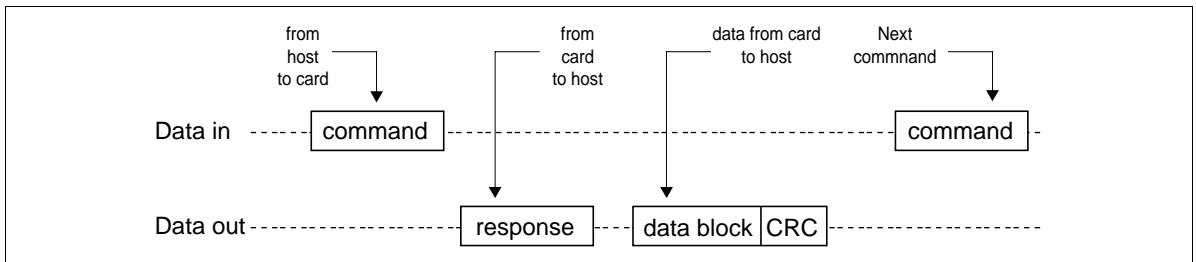 from
host
to card
from
card
to host
data from card
to host
Next
commnand
Data in
command
command
Data out
response
data block
CRC